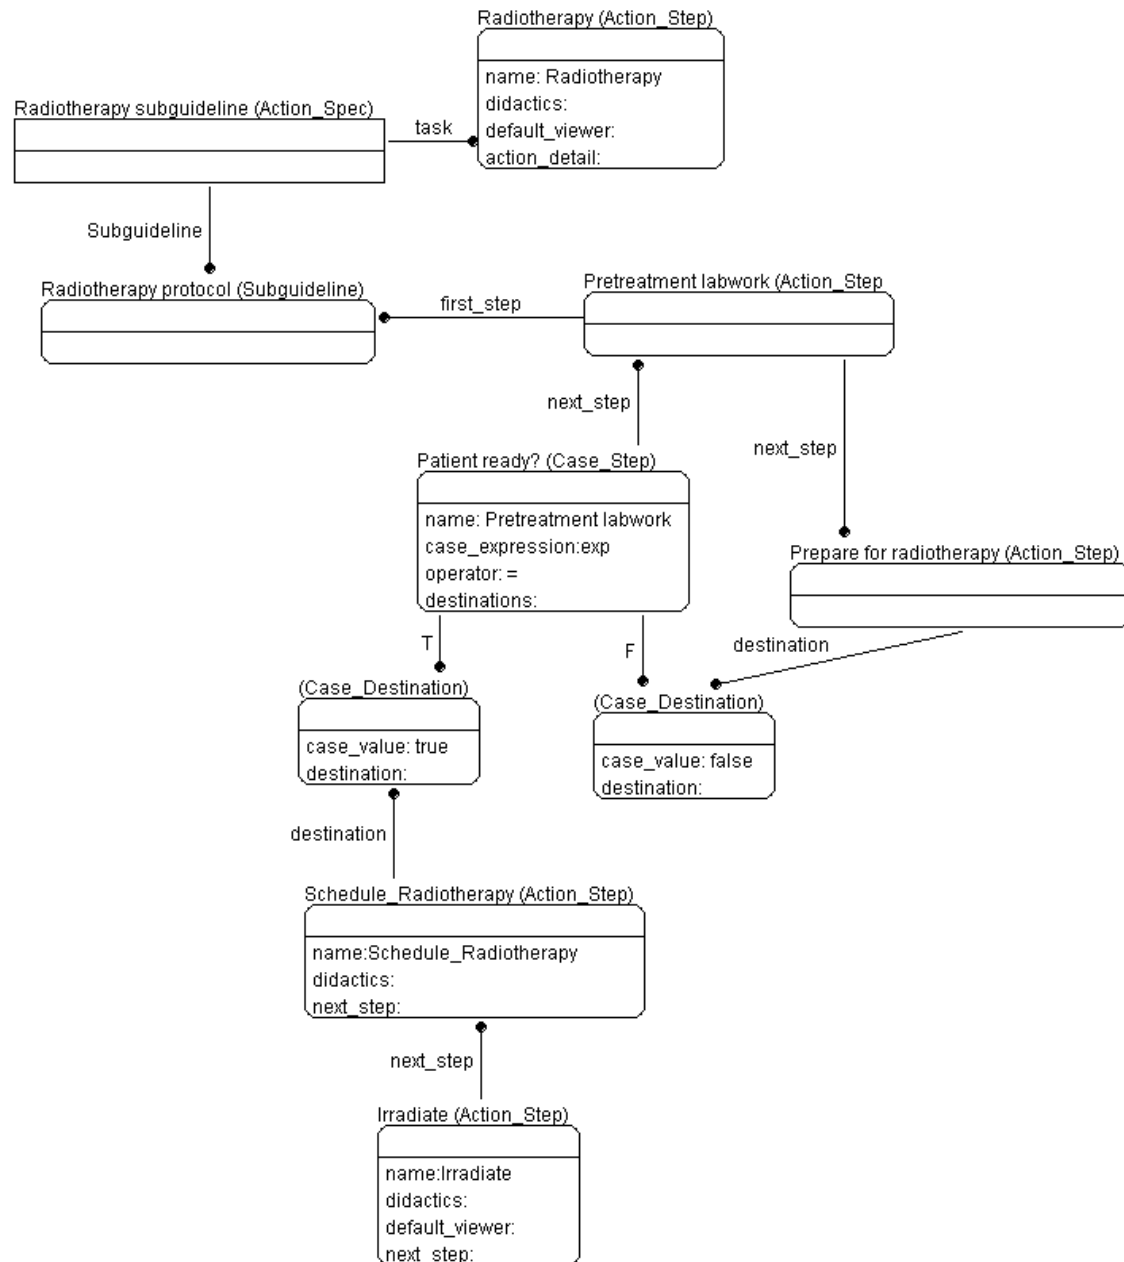 Radiotherapy (Action_Step)
name: Radiotherapy
didactics:
default_viewer:
action_detail:
Radiotherapy subguideline (Action_Spec)
task
Subguideline
Radiotherapy protocol (Subguideline)
first_step
Pretreatment labwork (Action_Step
next_step
next_step
Patient ready? (Case_Step)
name: Pretreatment labwork
case_expression:exp
operator: =
destinations:
Prepare for radiotherapy (Action_Step)
T
F
destination
(Case_Destination)
case_value: true
destination:
(Case_Destination)
case_value: false
destination:
destination
Schedule_Radiotherapy (Action_Step)
name:Schedule_Radiotherapy
didactics:
next_step:
next_step
Irradiate (Action_Step)
name:Irradiate
didactics:
default_viewer:
next_step: